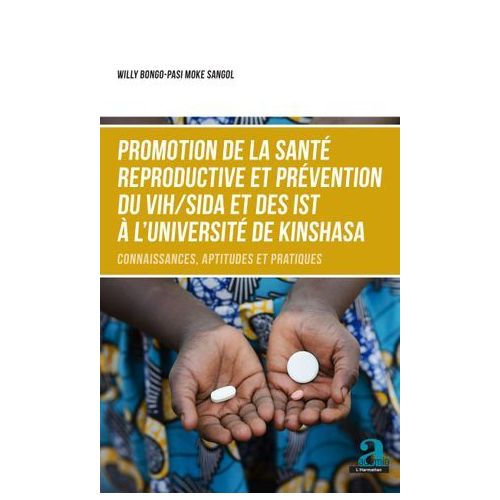 WILLY BONGO-PASI MOKE SANGOL
PROMOTION DE LA SANTÉ
REPRODUCTIVE ET PRÉVENTION
DU VIH/SIDA ET DES IST
À L'UNIVERSITÉ DE KINSHASA
CONNAISSANCES, APTITUDES ET PRATIQUES
L'Harmattan